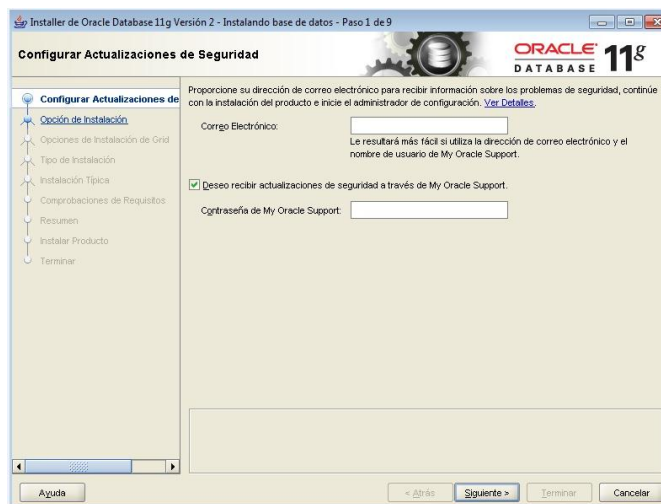 Installer de Oracle Database 11g Versión 2 - Instalando base de datos - Paso 1 de 9
Configurar Actualizaciones de Seguridad
ORACLE
DATABASE
11g
Configurar Actualizaciones de
Opción de Instalación
Opciones de Instalación de Grid
Tipo de Instalación
Instalación Típica
Comprobaciones de Requisitos
Resumen
Instalar Producto
Terminar
Proporcione su dirección de correo electrónico para recibir información sobre los problemas de seguridad, continúe
con la instalación del producto e inicie el administrador de configuración. Ver Detalles.
Correo Electrónico:
Le resultará más fácil si utiliza la dirección de correo electrónico y el
nombre de usuario de My Oracle Support.
Deseo recibir actualizaciones de seguridad a través de My Oracle Support.
Contraseña de My Oracle Support:
Ayuda
< Atrás
Siguiente >
Terminar
Cancelar